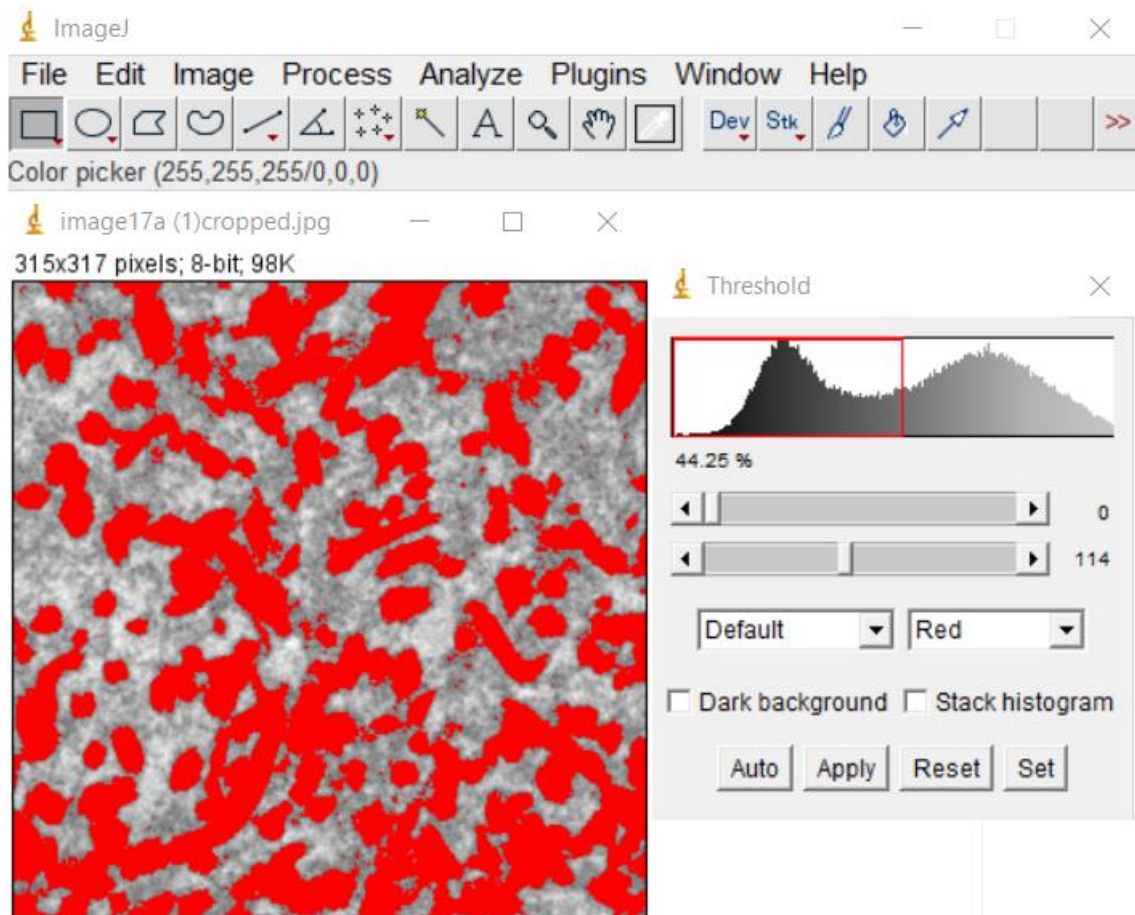 ImageJ
File Edit Image Process Analyze Plugins Window Help
A Dev Stk >>
Color picker (255,255,255/0,0,0)
image17a (1)cropped.jpg
315x317 pixels; 8-bit; 98K
Threshold
44.25 %
0
114
Default Red
Dark background Stack histogram
Auto Apply Reset Set